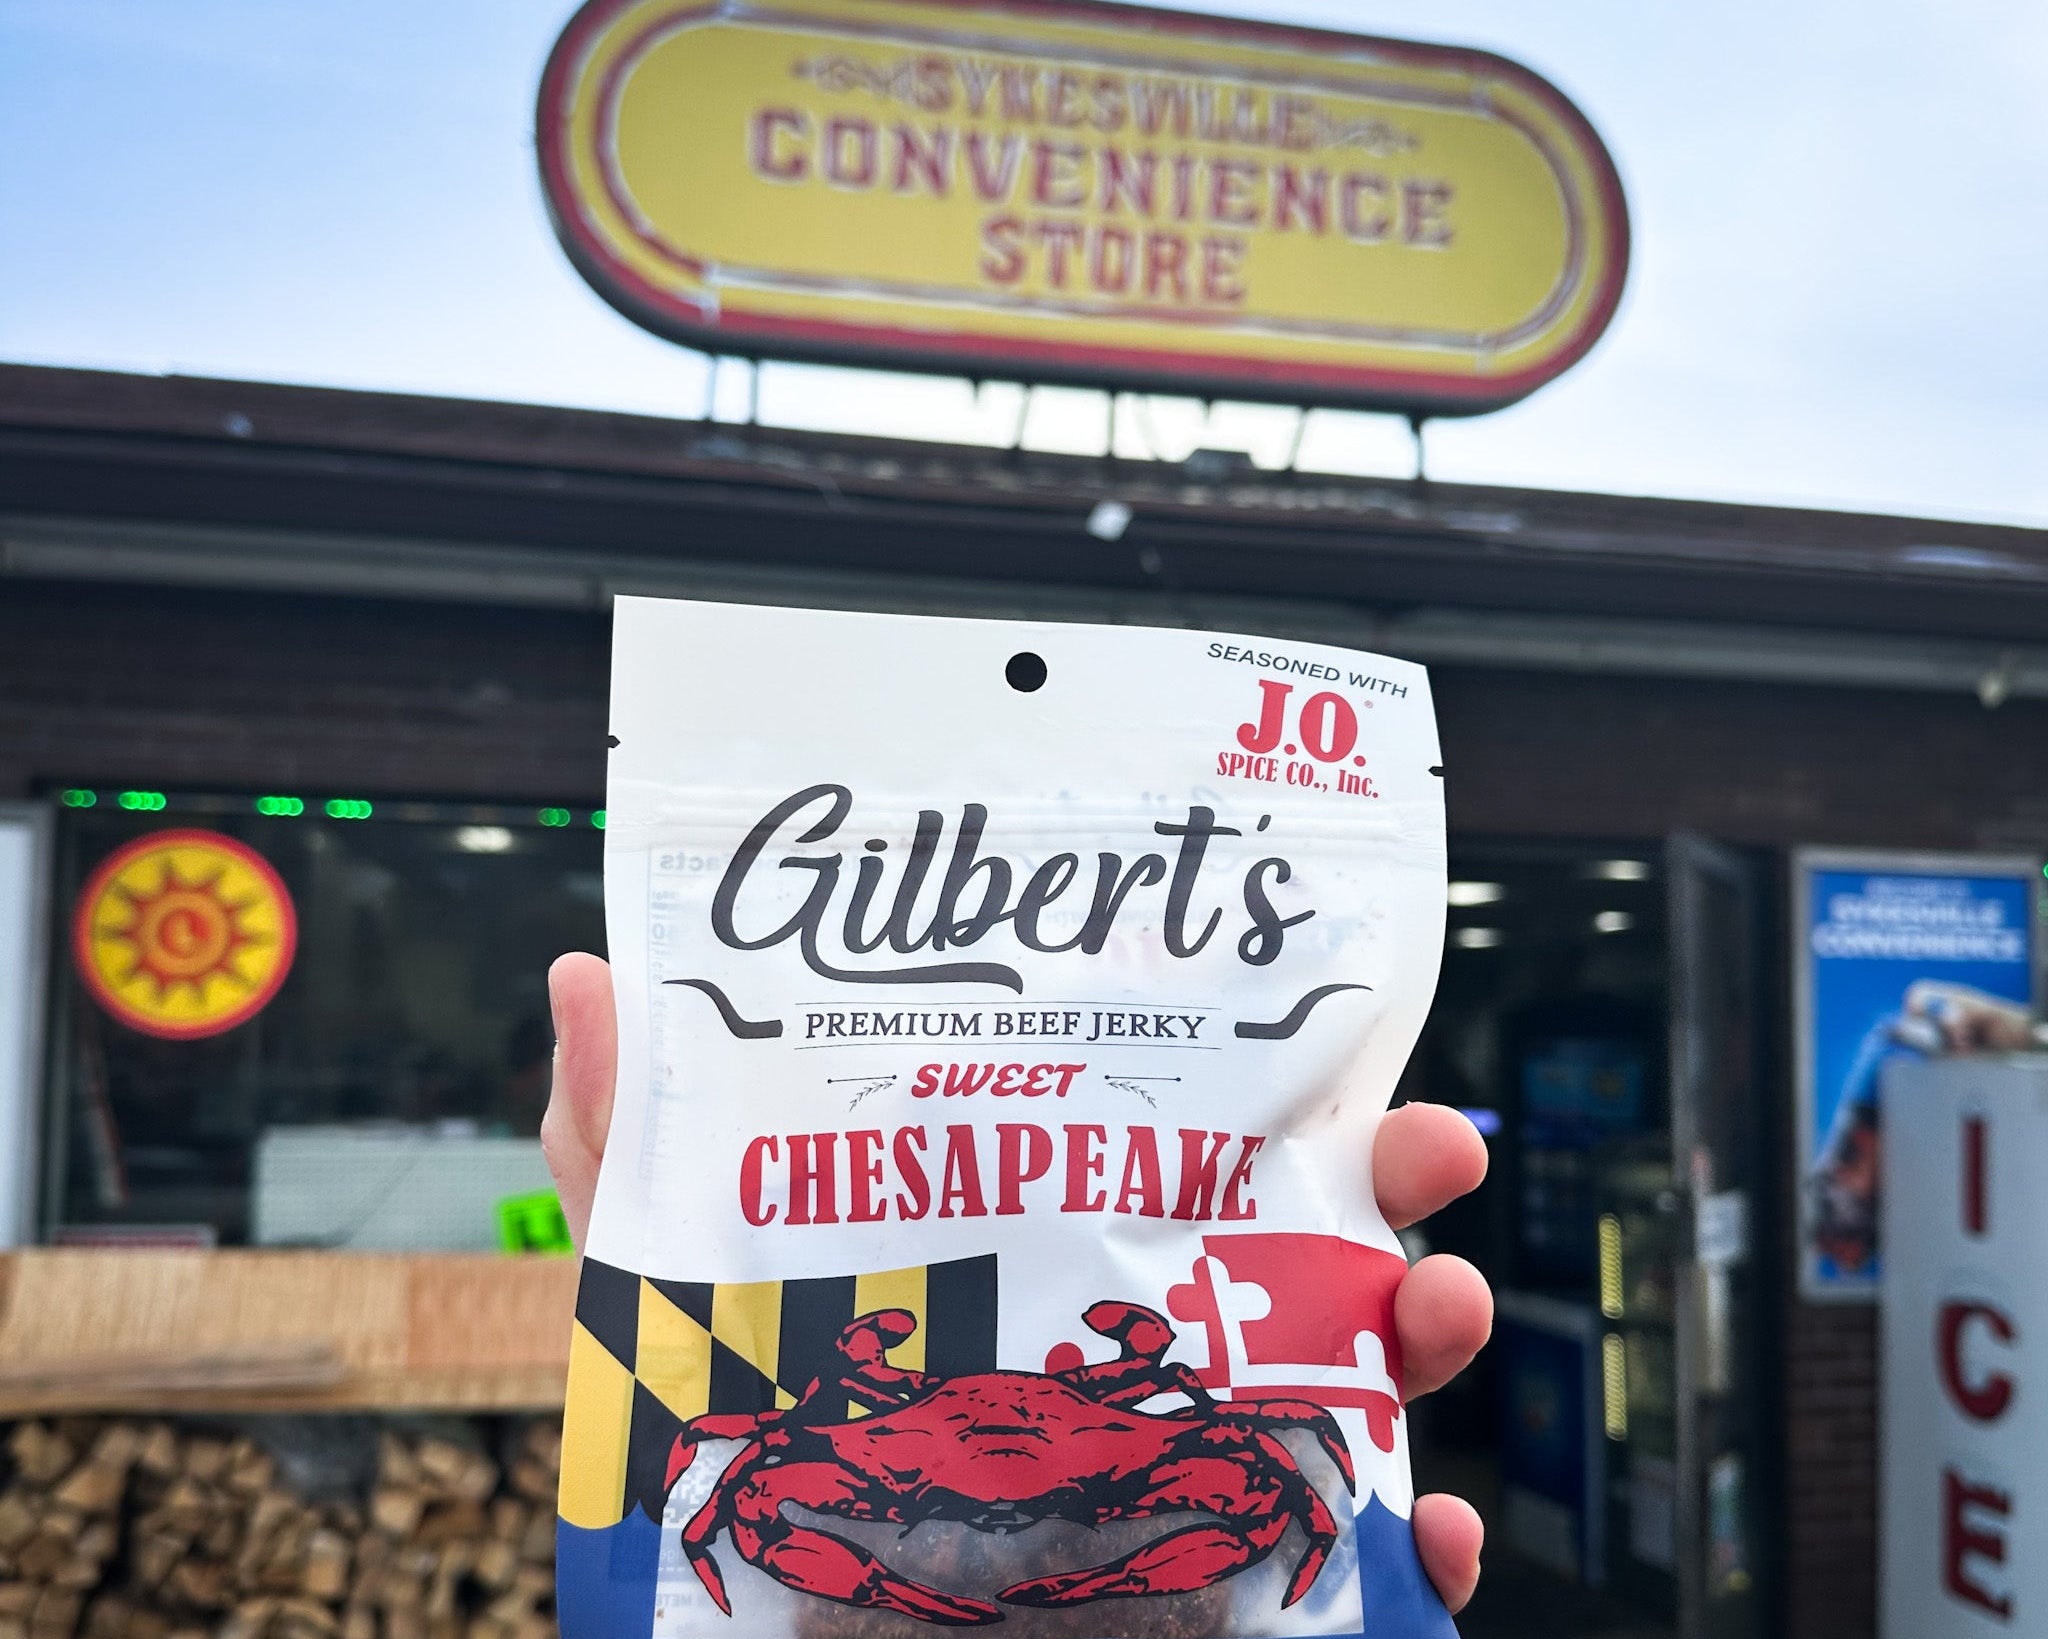 SYKESVILLE
CONVENIENCE
STORE
SEASONED WITH
J.O.®
SPICE CO., Inc.
Gilbert's
PREMIUM BEEF JERKY
SWEET
CHESAPEAKE
SYKESVILLE
CONVENIENCE
ICE